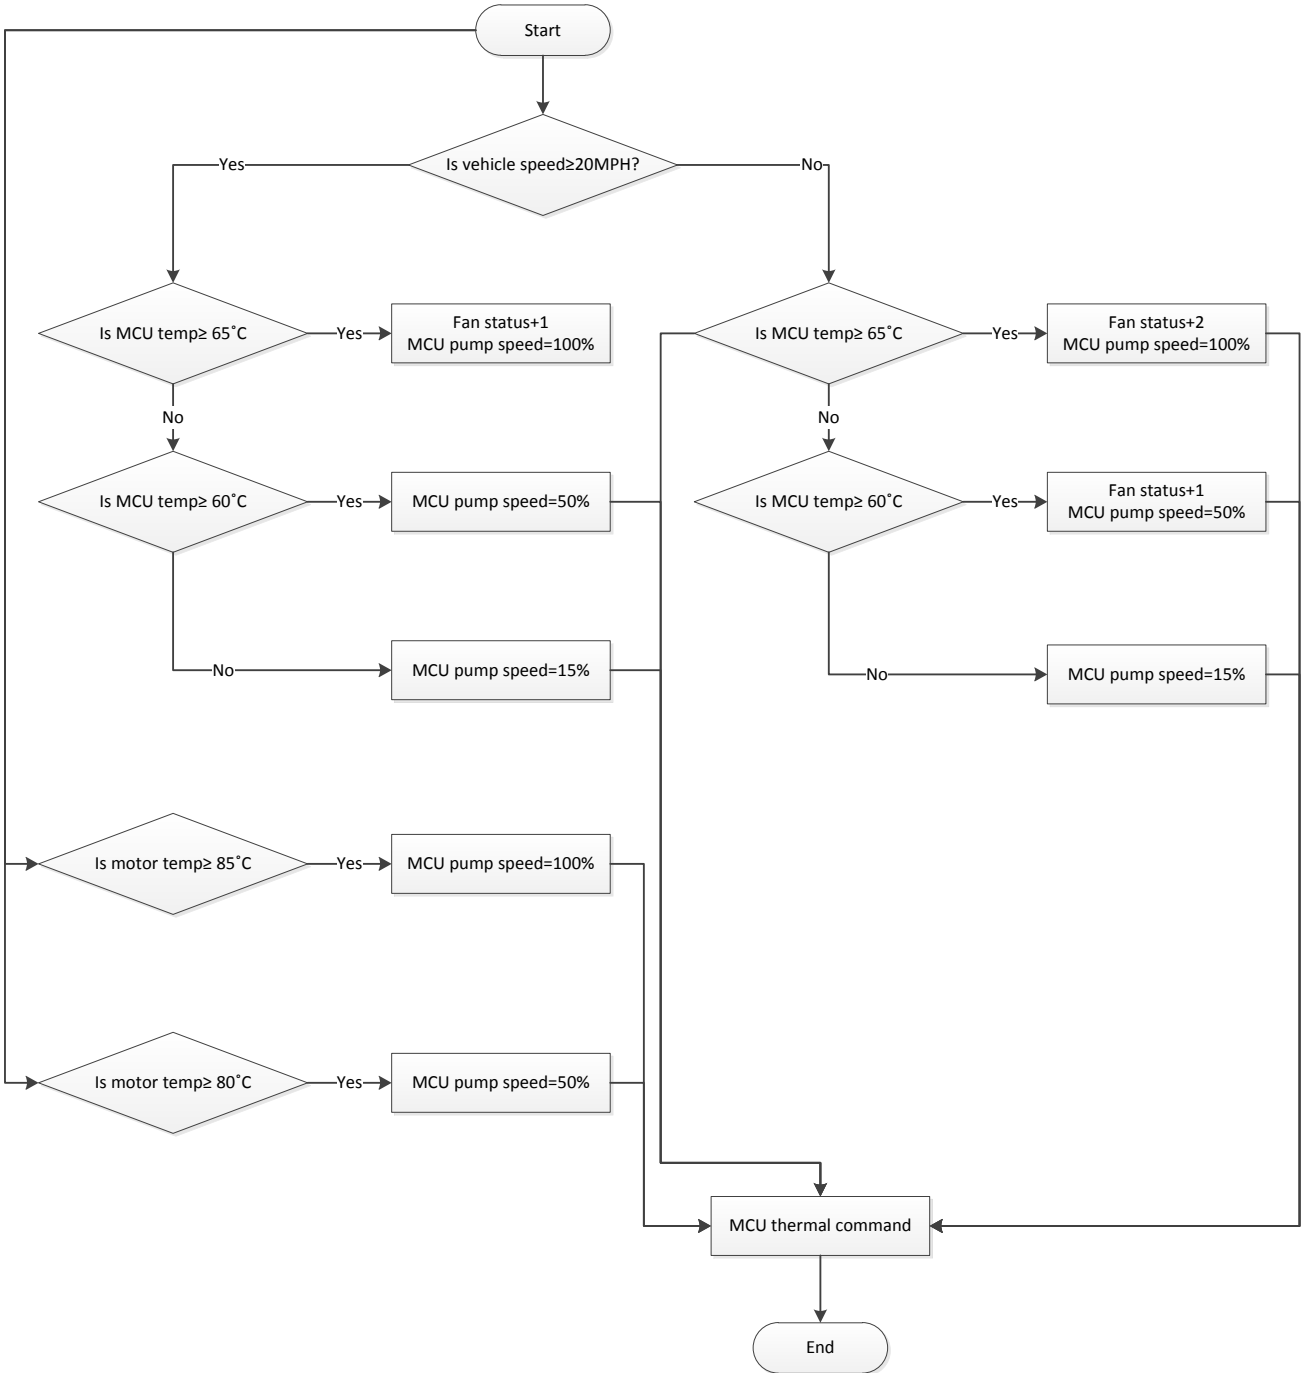 Start
Is vehicle speed≥20MPH?
Yes
No
Is MCU temp≥ 65˚C
Yes
Fan status+1
MCU pump speed=100%
Is MCU temp≥ 65˚C
Yes
Fan status+2
MCU pump speed=100%
No
No
Is MCU temp≥ 60˚C
Yes
MCU pump speed=50%
Is MCU temp≥ 60˚C
Yes
Fan status+1
MCU pump speed=50%
No
MCU pump speed=15%
No
MCU pump speed=15%
Is motor temp≥ 85˚C
Yes
MCU pump speed=100%
Is motor temp≥ 80˚C
Yes
MCU pump speed=50%
MCU thermal command
End